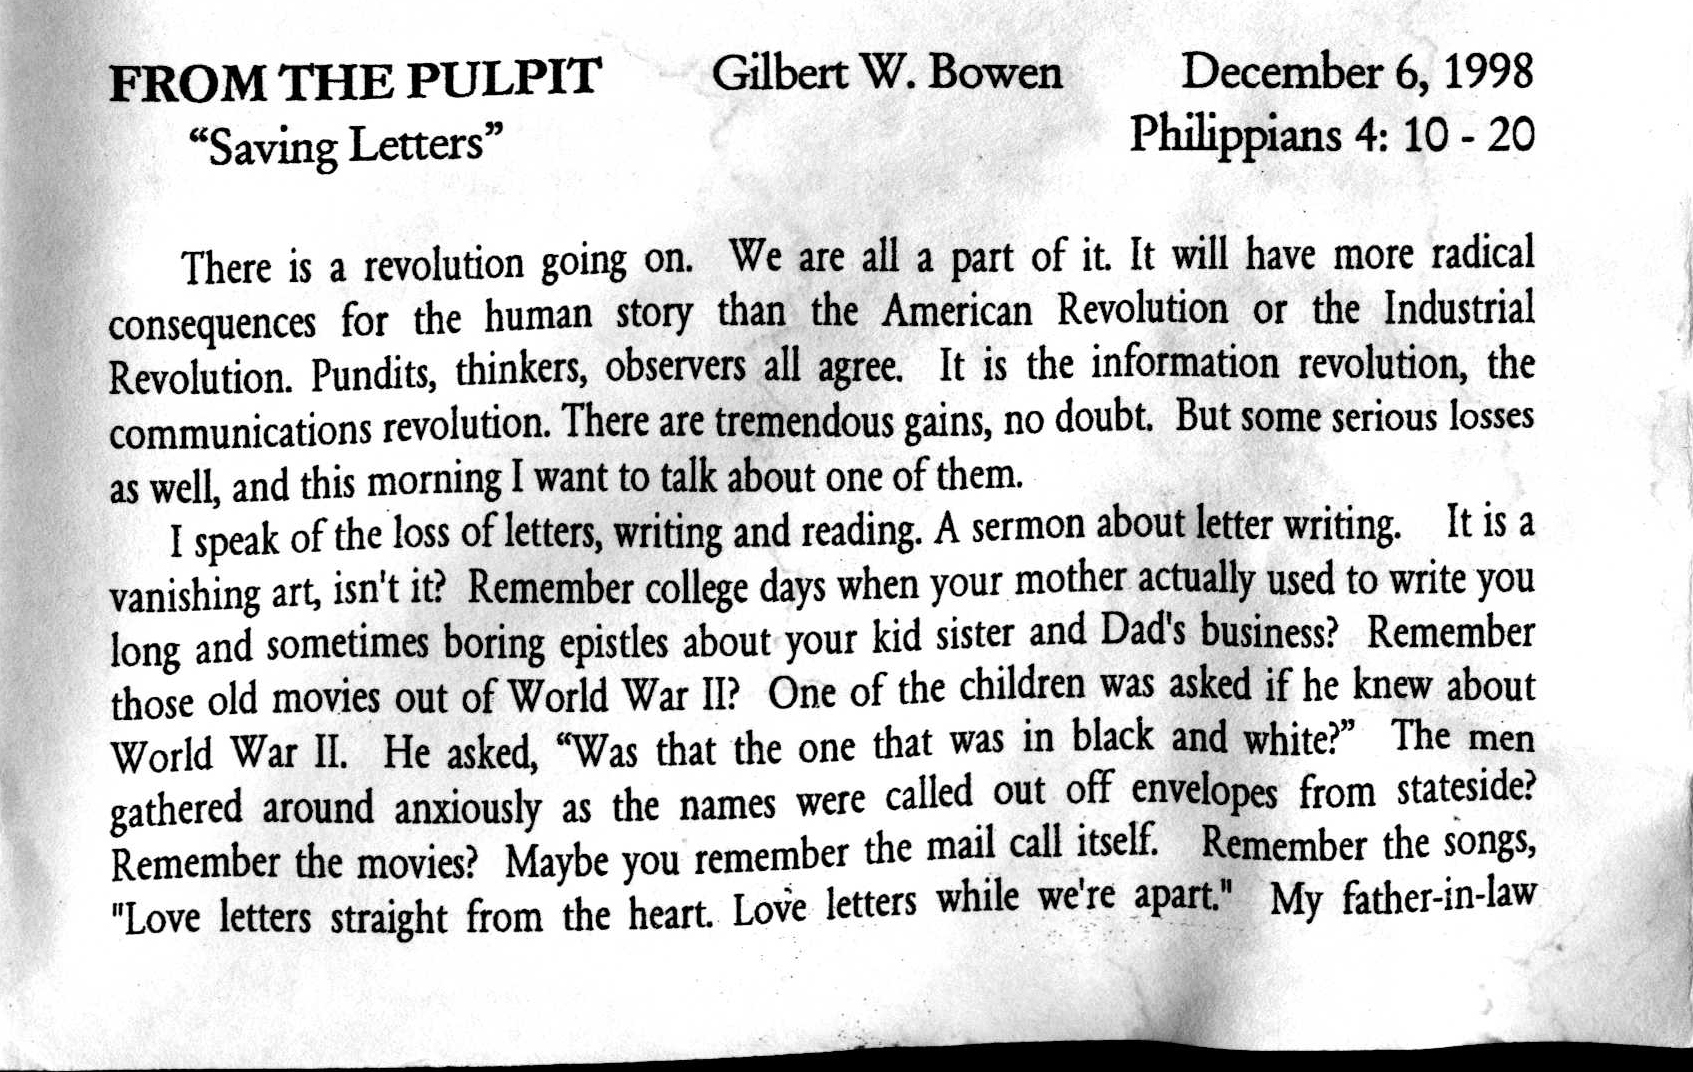 FROM THE PULPIT Gilbert W. Bowen December 6, 1998
“Saving Letters” Philippians 4: 10 - 20
There is a revolution going on. We are all a part of it. It will have more radical
consequences for the human story than the American Revolution or the Industrial
Revolution. Pundits, thinkers, observers all agree. It is the information revolution, the
communications revolution. There are tremendous gains, no doubt. But some serious losses
as well, and this morning I want to talk about one of them.
I speak of the loss of letters, writing and reading. A sermon about letter writing. It is a
vanishing art, isn't it? Remember college days when your mother actually used to write you
long and sometimes boring epistles about your kid sister and Dad's business? Remember
those old movies out of World War II? One of the children was asked if he knew about
World War II. He asked, “Was that the one that was in black and white?” The men
gathered around anxiously as the names were called out off envelopes from stateside?
Remember the movies? Maybe you remember the mail call itself. Remember the songs,
"Love letters straight from the heart. Love letters while we're apart." My father-in-law